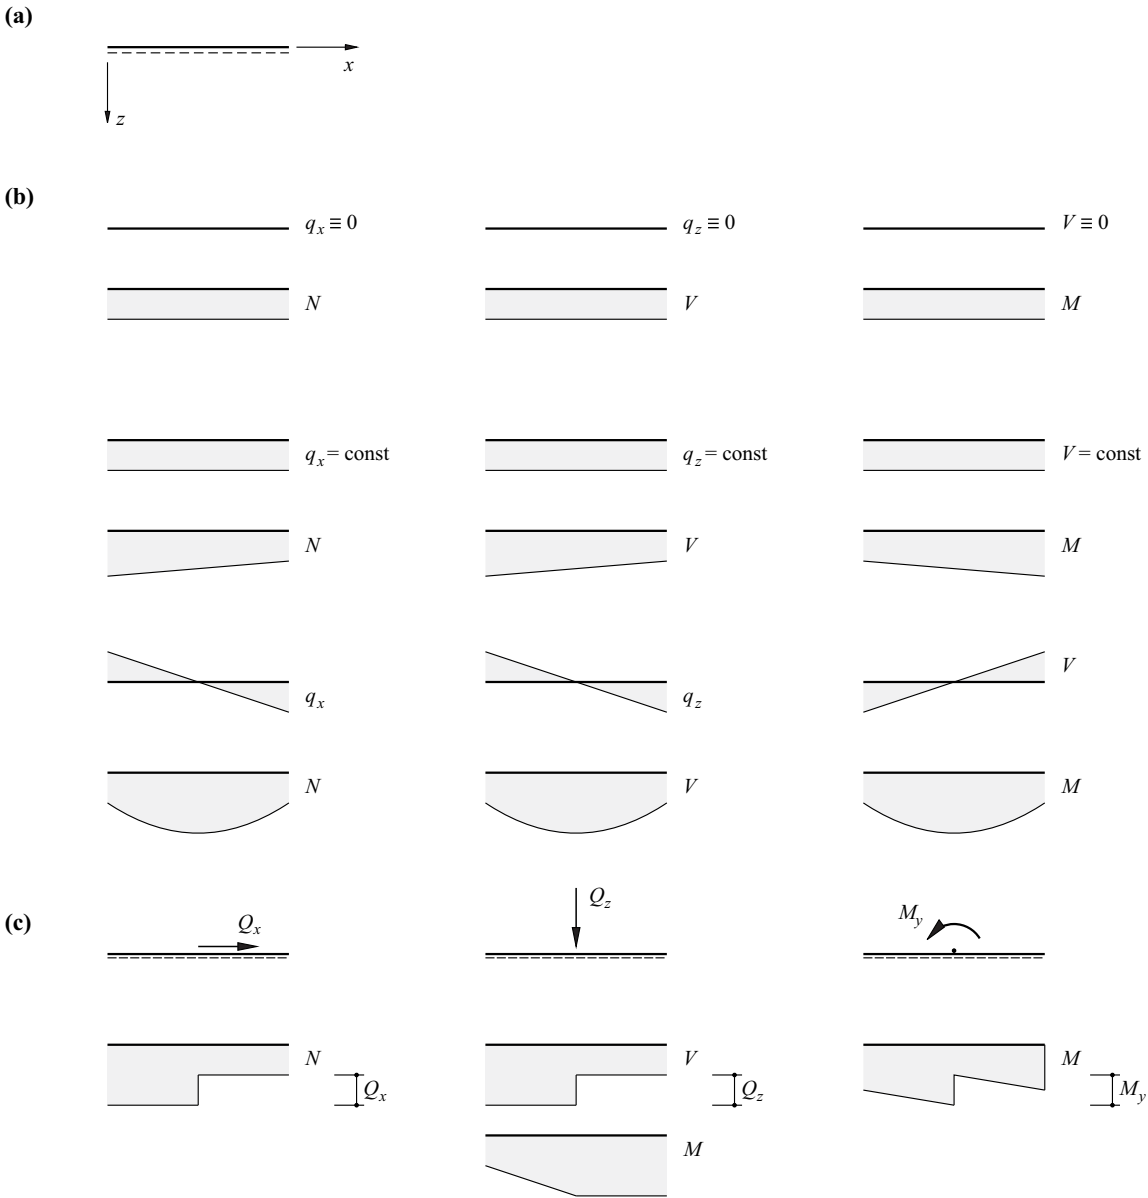 (a)
x
z
(b)
q_x ≡ 0 q_z ≡ 0 V ≡ 0
N V M
q_x = const q_z = const V = const
N V M
V
q_x q_z
N V M
(c)
Q_x Q_z M_y
N V M
Q_x Q_z M_y
M